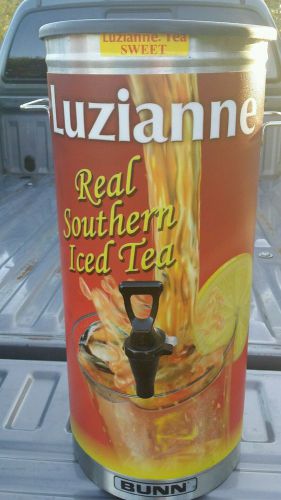 Luzianne. Tea
SWEET
Luzianne
Real
Southern
Iced Tea
BUNN